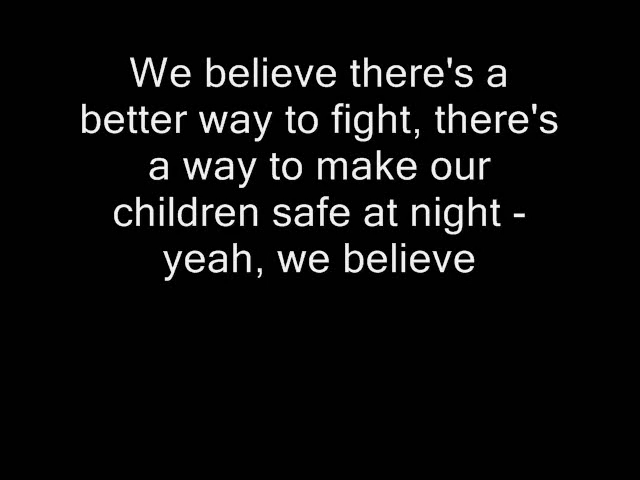 We believe there's a
better way to fight, there's
a way to make our
children safe at night -
yeah, we believe